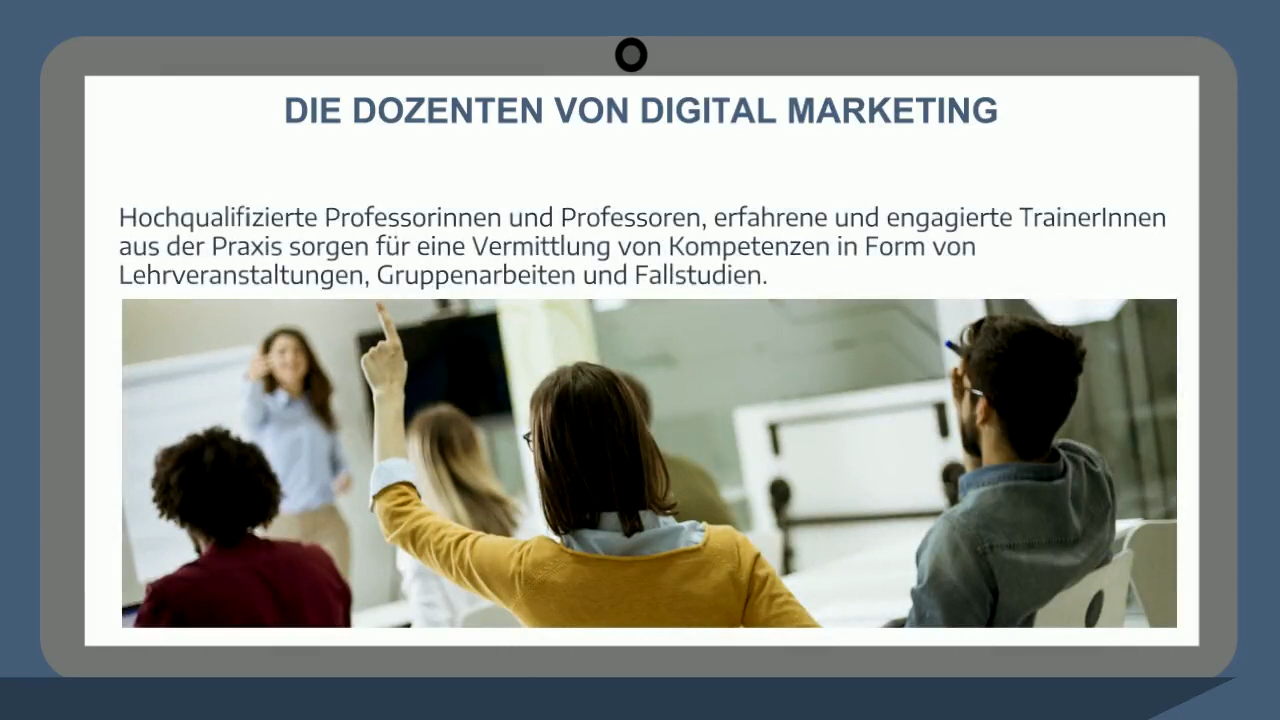 DIE DOZENTEN VON DIGITAL MARKETING
Hochqualifizierte Professorinnen und Professoren, erfahrene und engagierte TrainerInnen
aus der Praxis sorgen für eine Vermittlung von Kompetenzen in Form von
Lehrveranstaltungen, Gruppenarbeiten und Fallstudien.